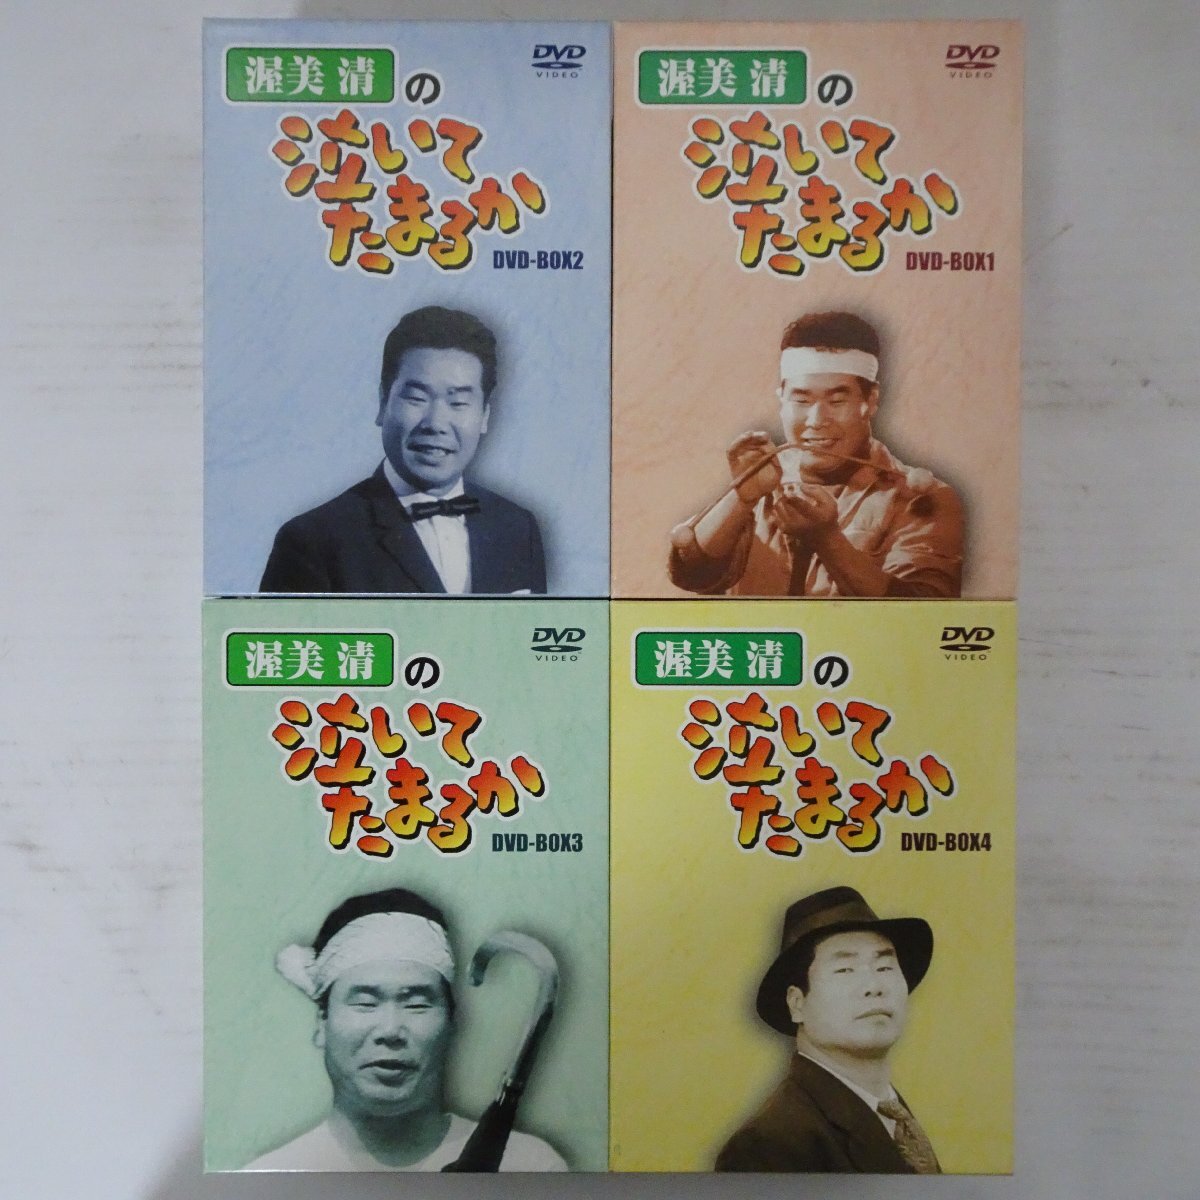 渥美 清の
DVD
VIDEO
泣いて
たまるか
DVD-BOX2
渥美 清の
DVD
VIDEO
泣いて
たまるか
DVD-BOX1
渥美 清の
DVD
VIDEO
泣いて
たまるか
DVD-BOX3
渥美 清の
DVD
VIDEO
泣いて
たまるか
DVD-BOX4